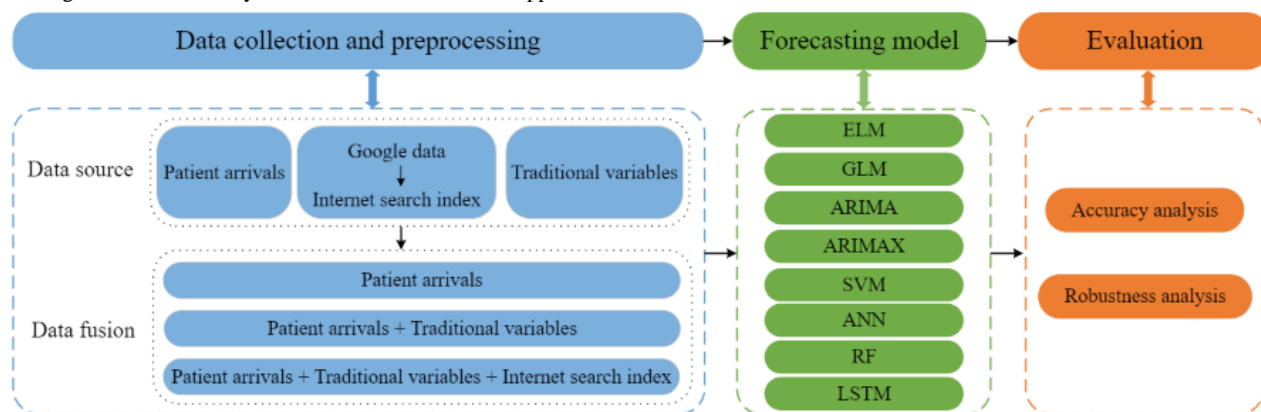 Data collection and preprocessing
Forecasting model
Evaluation
Data source
Patient arrivals
Google data
Internet search index
Traditional variables
Data fusion
Patient arrivals
Patient arrivals + Traditional variables
Patient arrivals + Traditional variables + Internet search index
ELM
GLM
ARIMA
ARIMAX
SVM
ANN
RF
LSTM
Accuracy analysis
Robustness analysis